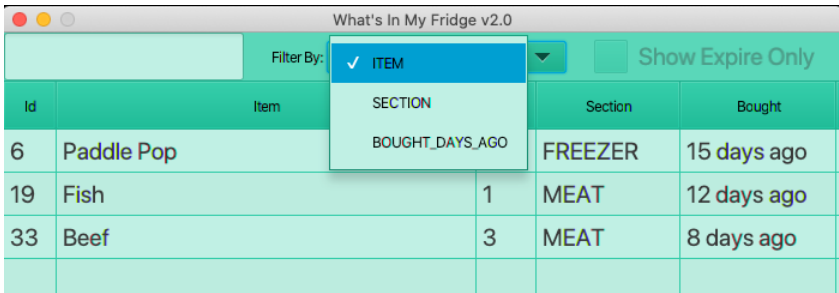 What's In My Fridge v2.0
Filter By: ✓ ITEM Show Expire Only
SECTION
BOUGHT_DAYS_AGO
Id Item Section Bought
6 Paddle Pop FREEZER 15 days ago
19 Fish 1 MEAT 12 days ago
33 Beef 3 MEAT 8 days ago